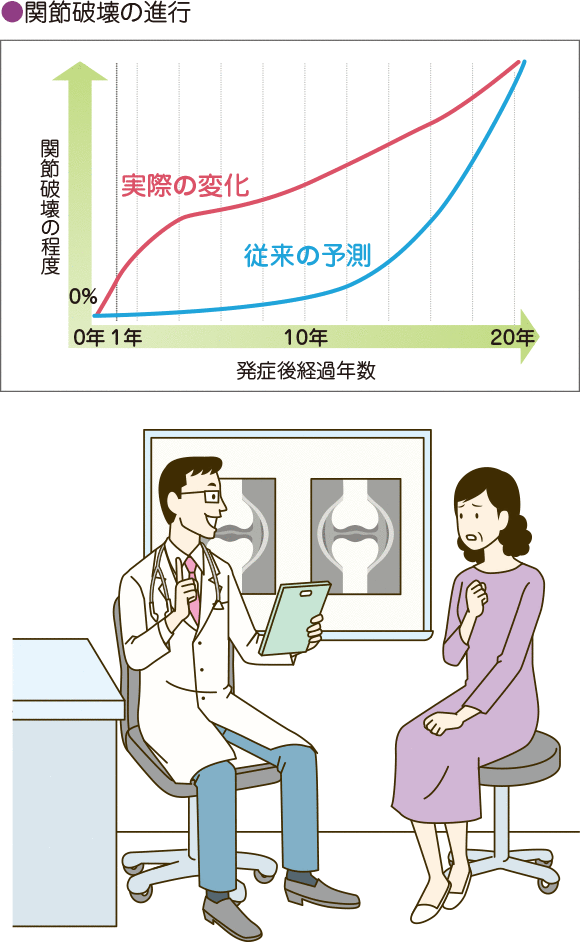 ●関節破壊の進行
関節破壊の程度
実際の変化
従来の予測
0%
0年 1年 10年 20年
発症後経過年数